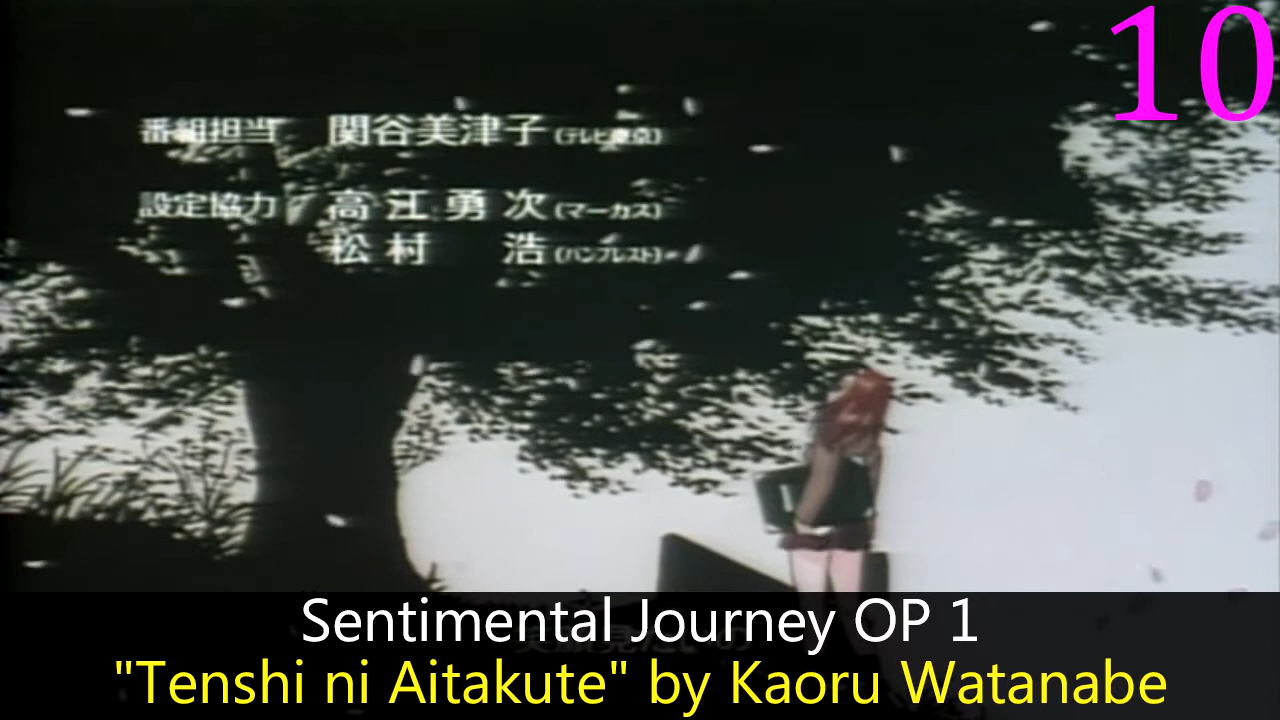 10
番組担当 関谷美津子(テレビ東京)
設定協力 高江勇次(マーカス)
松村 浩(バンプレスト)
Sentimental Journey OP 1
"Tenshi ni Aitakute" by Kaoru Watanabe